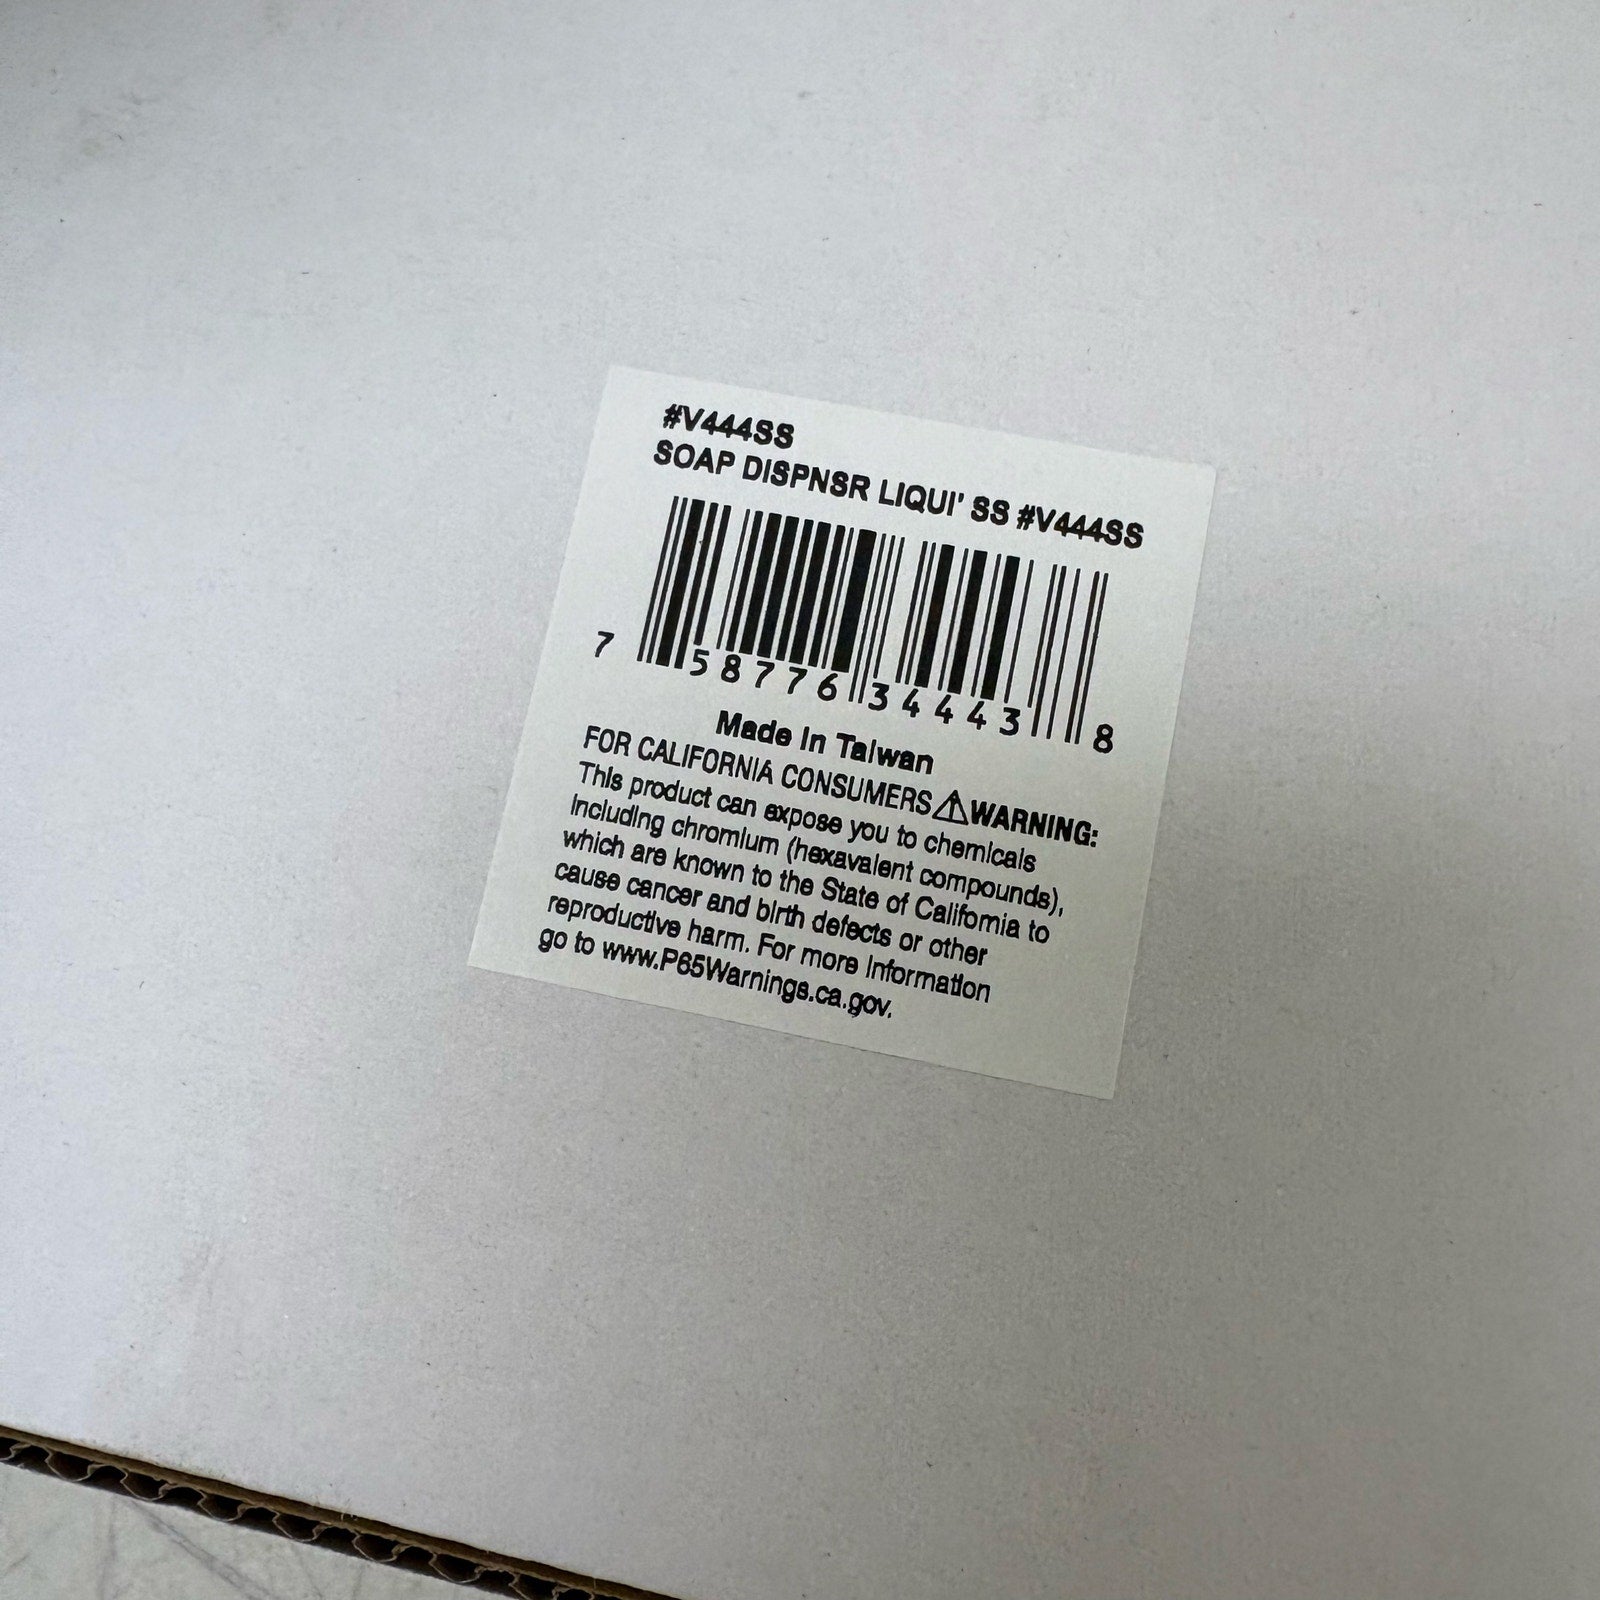 #V444SS
SOAP DISPNSR LIQUI' SS #V444SS
7 58776 34443 8
Made In Taiwan
FOR CALIFORNIA CONSUMERS ⚠WARNING:
This product can expose you to chemicals
including chromium (hexavalent compounds),
which are known to the State of California to
cause cancer and birth defects or other
reproductive harm. For more information
go to www.P65Warnings.ca.gov.